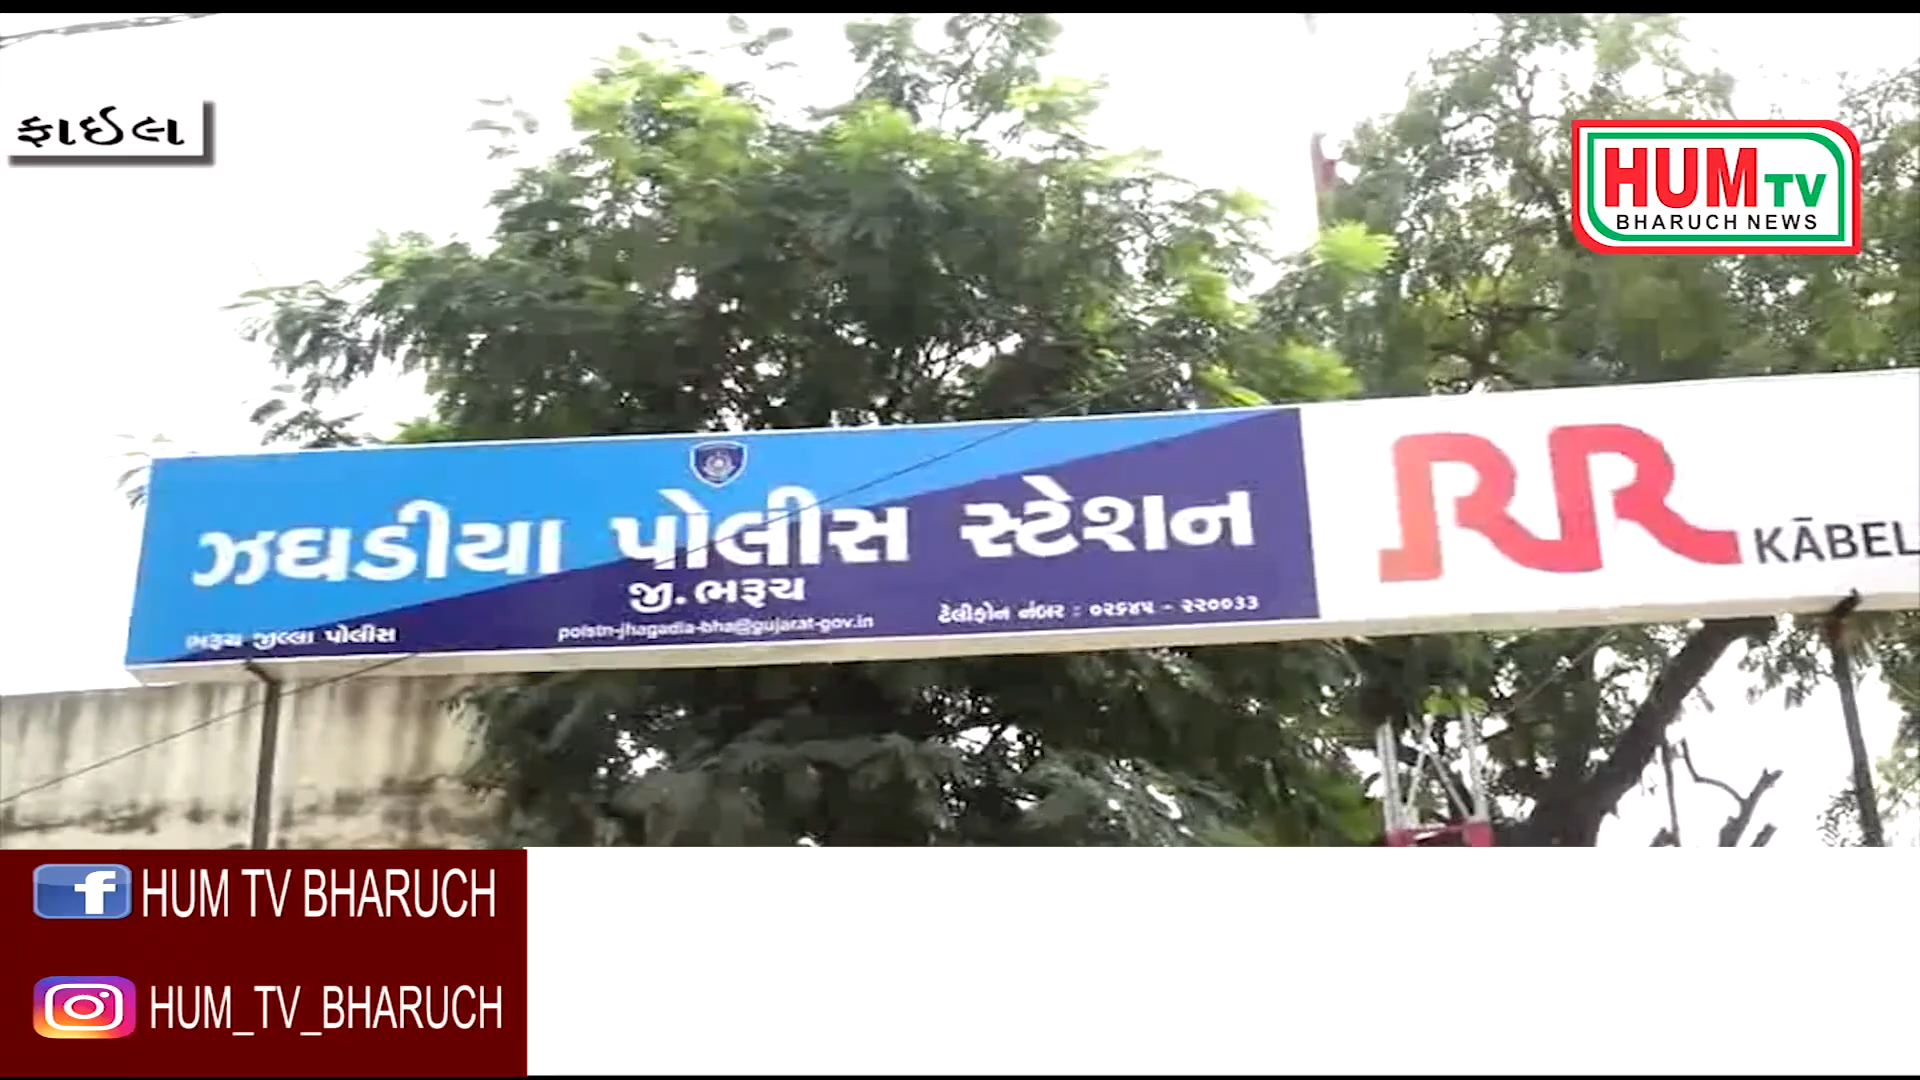 ફાઈલ
HUM TV
BHARUCH NEWS
ઝઘડીયા પોલીસ સ્ટેશન
જી. ભરૂચ
ભરૂચ જીલ્લા પોલીસ
polstn-jhagadia-bha@gujarat-gov.in
ટેલીફોન નંબર : ૦૨૬૪૫ - ૨૨૦૦૩૩
RR KĀBEL
f HUM TV BHARUCH
HUM_TV_BHARUCH